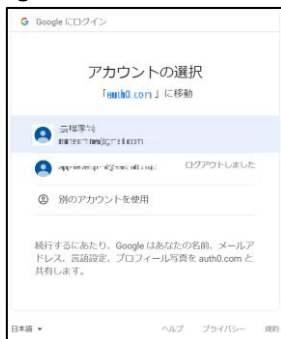 G Google にログイン
アカウントの選択
「auth0.com」に移動
ログアウトしました
別のアカウントを使用
続行するにあたり、Google はあなたの名前、メールア
ドレス、言語設定、プロフィール写真を auth0.com と
共有します。
日本語 ヘルプ プライバシー 規約